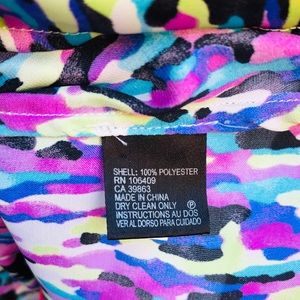 SHELL: 100% POLYESTER
RN 106409
CA 39863
MADE IN CHINA
DRY CLEAN ONLY
INSTRUCTIONS AU DOS
VER AL DORSO PARA CUIDADO